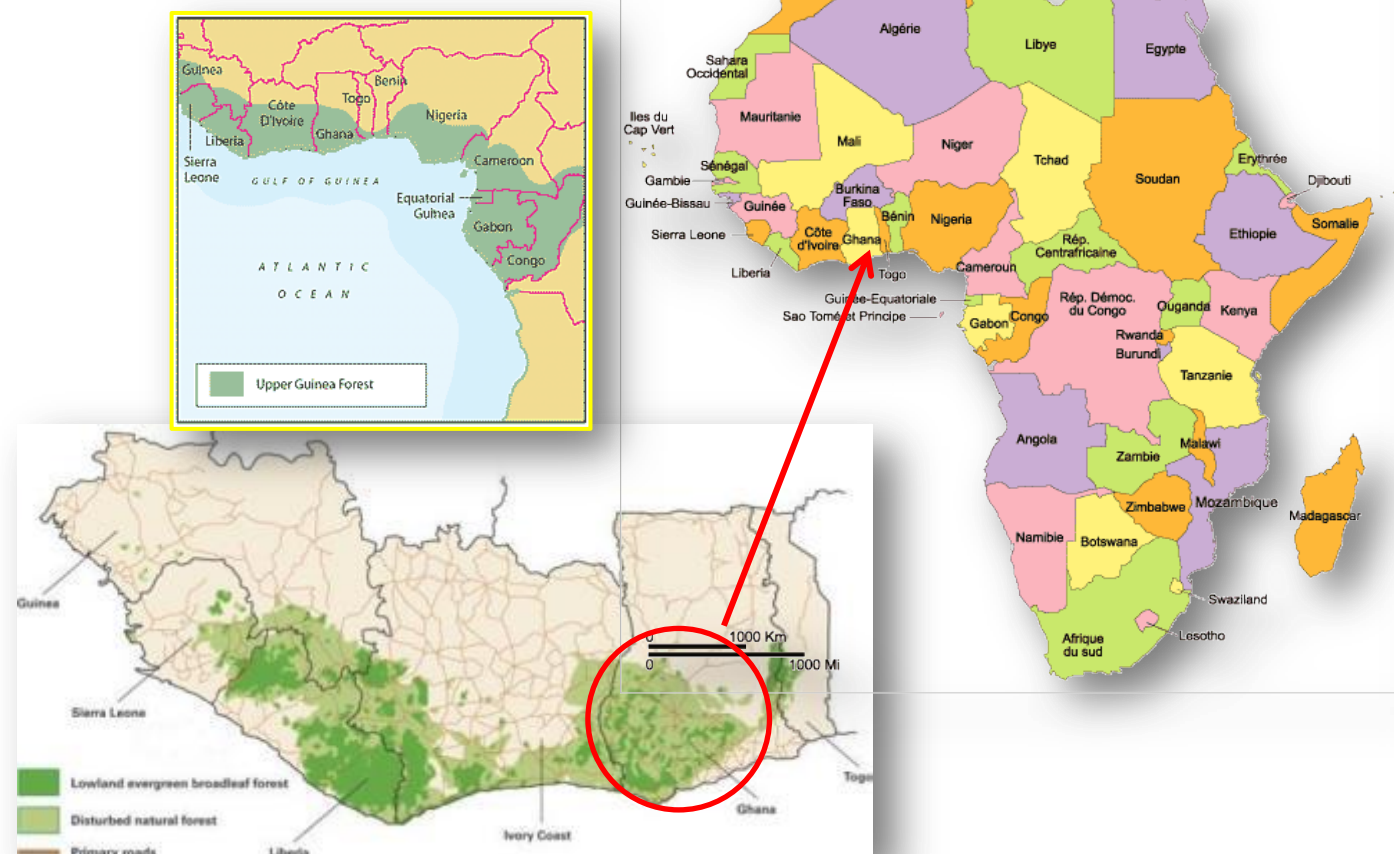 Guinea
Côte
D'Ivoire
Togo
Benin
Nigeria
Ghana
Liberia
Sierra
Leone
Cameroon
GULF OF GUINEA
Equatorial
Guinea
Gabon
Congo
ATLANTIC
OCEAN
Upper Guinea Forest
Algérie
Libye
Egypte
Sahara
Occidental
Mauritanie
Iles du
Cap Vert
Mali
Niger
Tchad
Soudan
Erythrée
Djibouti
Sénégal
Gambie
Guinée-Bissau
Guinée
Burkina
Faso
Bénin
Nigeria
Côte
d'Ivoire
Ghana
Sierra Leone
Liberia
Togo
Rép.
Centrafricaine
Ethiopie
Somalie
Cameroun
Guinée-Equatoriale
Sao Tomé et Principe
Gabon
Congo
Rép. Démoc.
du Congo
Ouganda
Kenya
Rwanda
Burundi
Tanzanie
Angola
Zambie
Malawi
Mozambique
Zimbabwe
Madagascar
Namibie
Botswana
Swaziland
Lesotho
Afrique
du sud
0 1000 Km
0 1000 Mi
Guinea
Sierra Leone
Lowland evergreen broadleaf forest
Disturbed natural forest
Primary roads
Liberia
Ivory Coast
Ghana
Togo